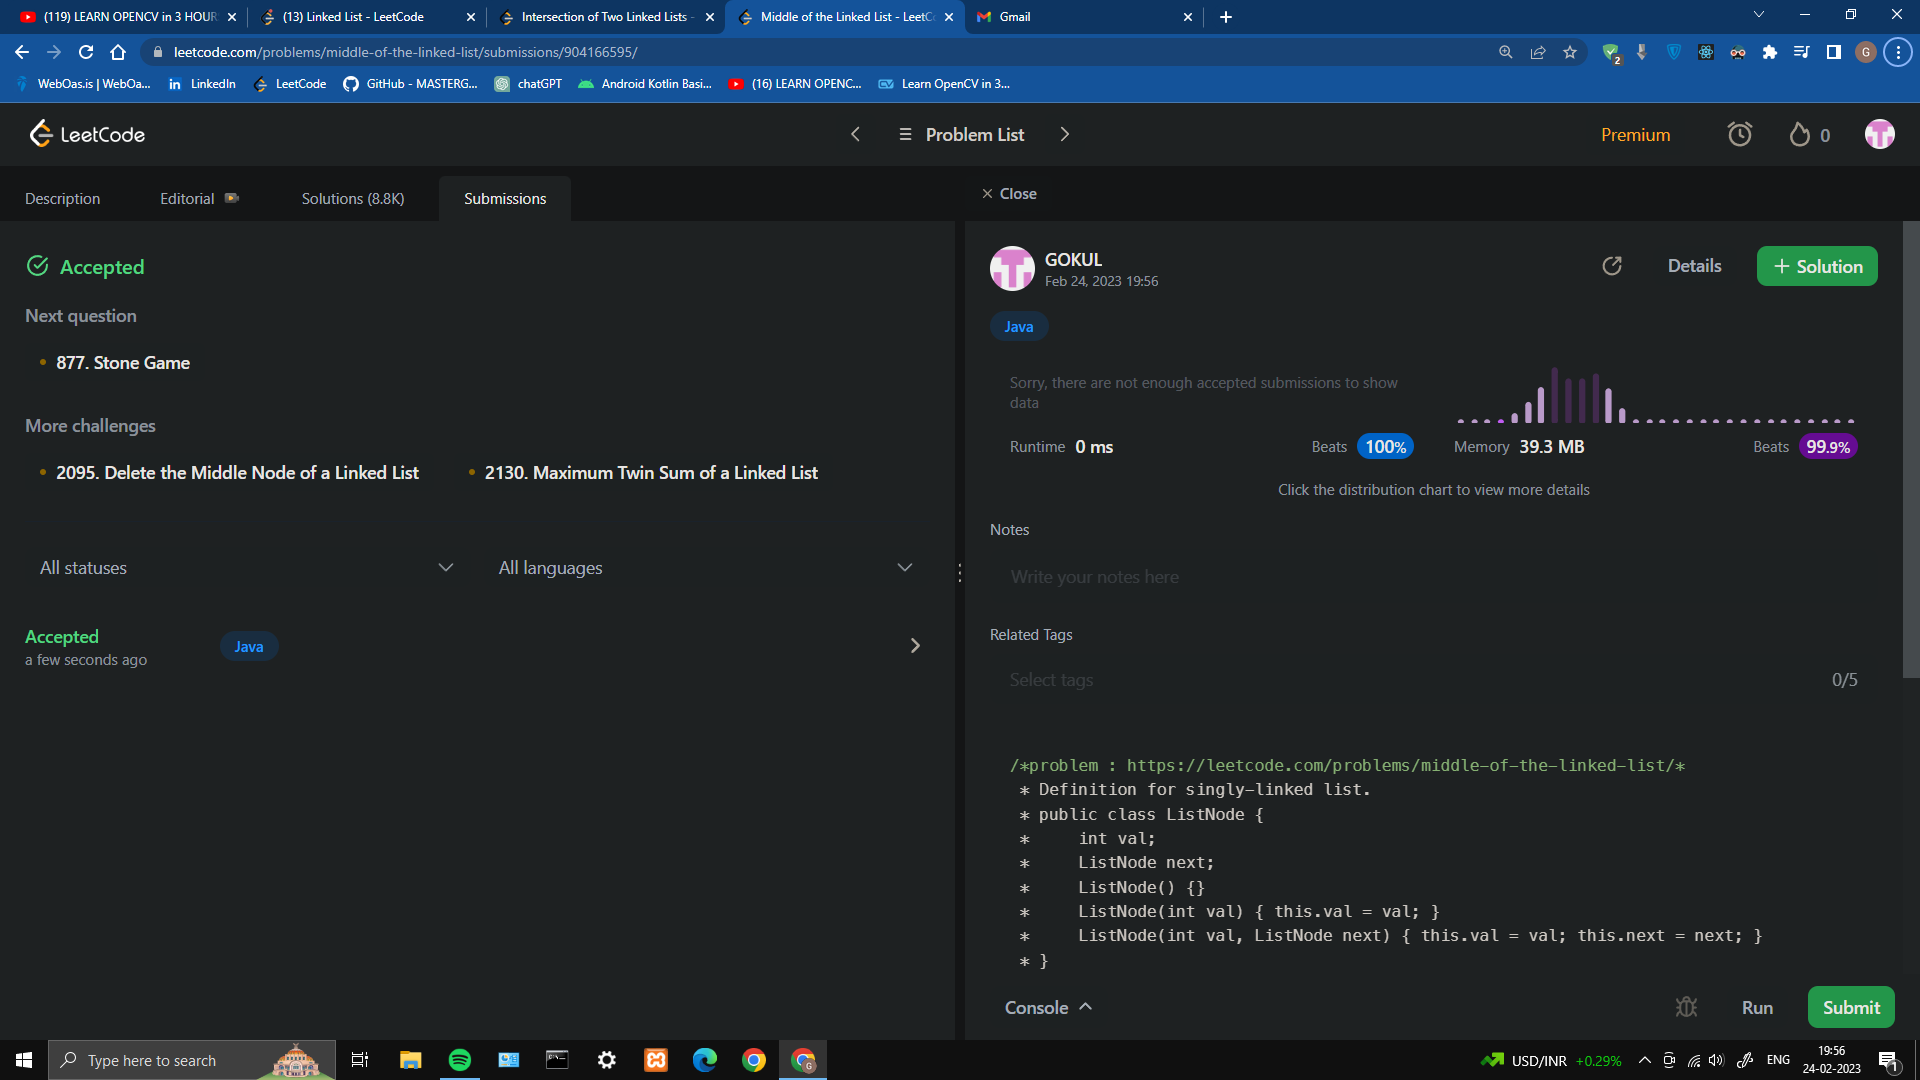 (119) LEARN OPENCV in 3 HOUR
(13) Linked List - LeetCode
Intersection of Two Linked Lists -
Middle of the Linked List - LeetC
Gmail
leetcode.com/problems/middle-of-the-linked-list/submissions/904166595/
2
G
WebOas.is | WebOa...
LinkedIn
LeetCode
GitHub - MASTERG...
chatGPT
Android Kotlin Basi...
(16) LEARN OPENC...
Learn OpenCV in 3...
LeetCode
Problem List
Premium
0
Description
Editorial
Solutions (8.8K)
Submissions
Close
Accepted
Next question
877. Stone Game
More challenges
2095. Delete the Middle Node of a Linked List
2130. Maximum Twin Sum of a Linked List
All statuses
All languages
Accepted
a few seconds ago
Java
GOKUL
Feb 24, 2023 19:56
Details
+ Solution
Java
Sorry, there are not enough accepted submissions to show
data
Runtime 0 ms
Beats 100%
Memory 39.3 MB
Beats 99.9%
Click the distribution chart to view more details
Notes
Write your notes here
Related Tags
Select tags
0/5
/*problem : https://leetcode.com/problems/middle-of-the-linked-list/*
* Definition for singly-linked list.
* public class ListNode {
*     int val;
*     ListNode next;
*     ListNode() {}
*     ListNode(int val) { this.val = val; }
*     ListNode(int val, ListNode next) { this.val = val; this.next = next; }
* }
Console
Run
Submit
Type here to search
G
USD/INR +0.29%
ENG
19:56
24-02-2023
1